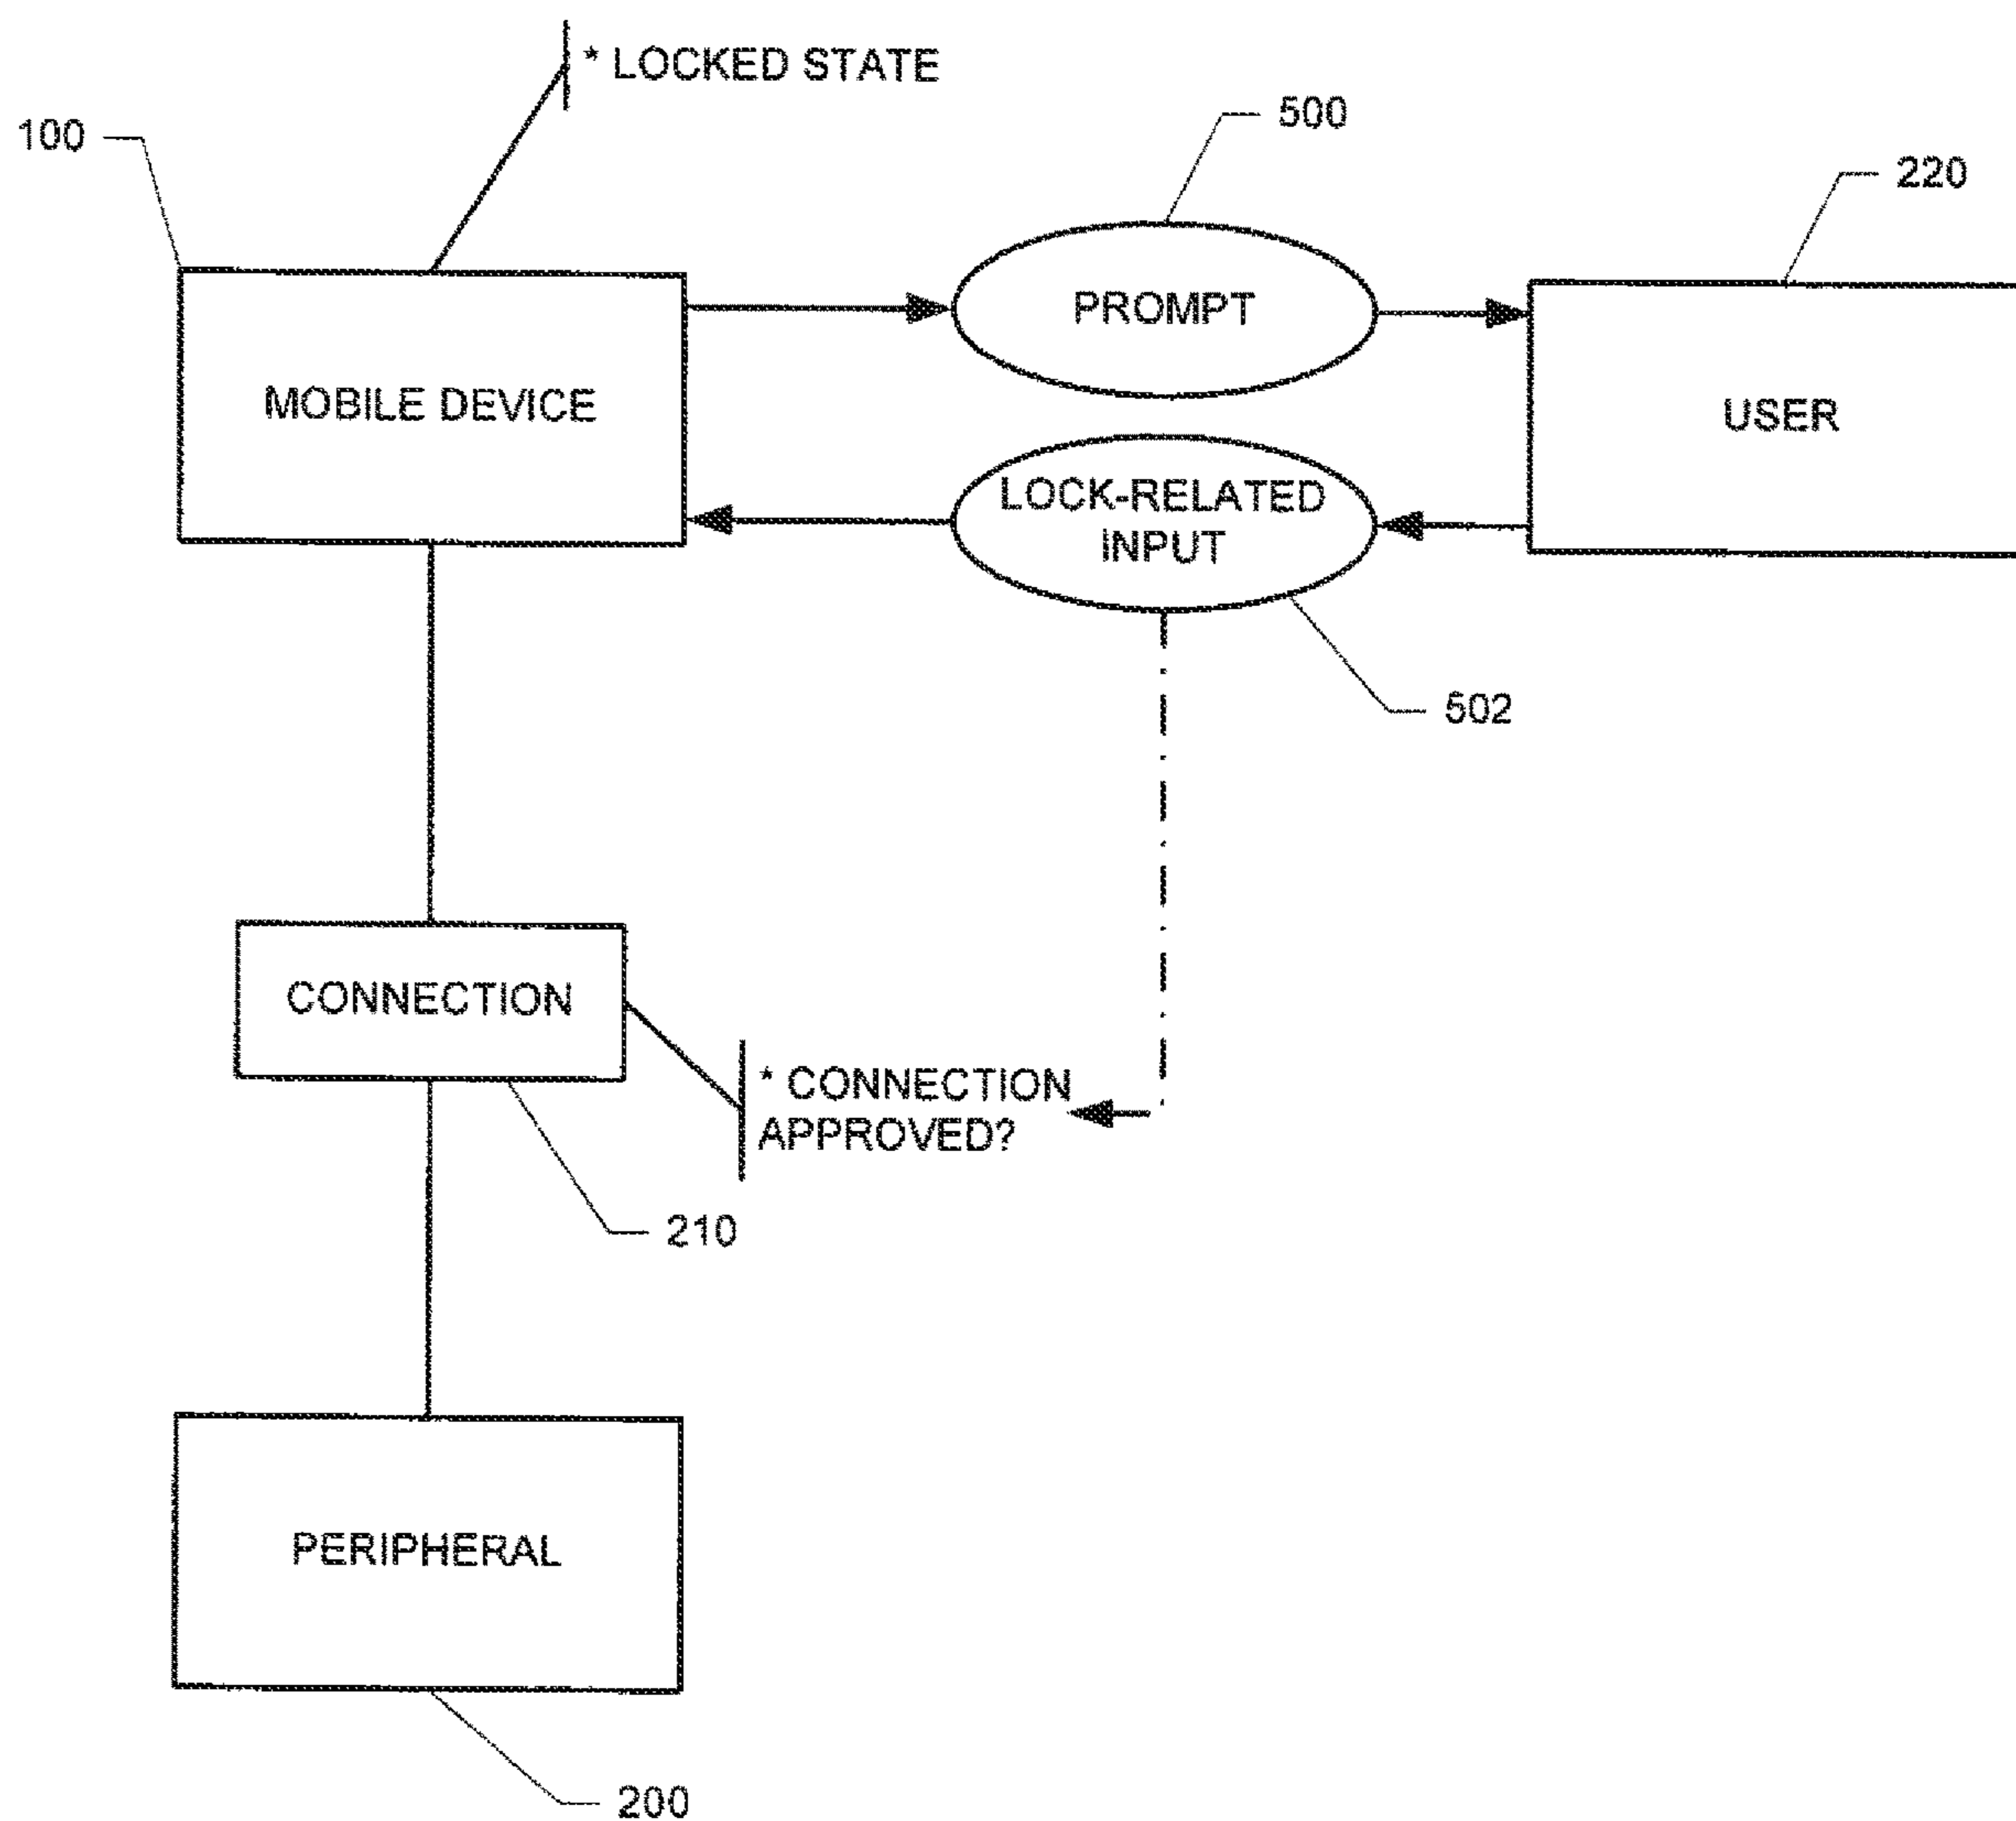 * LOCKED STATE
100
500
220
PROMPT
MOBILE DEVICE
USER
LOCK-RELATED
INPUT
502
CONNECTION
* CONNECTION
APPROVED?
210
PERIPHERAL
200